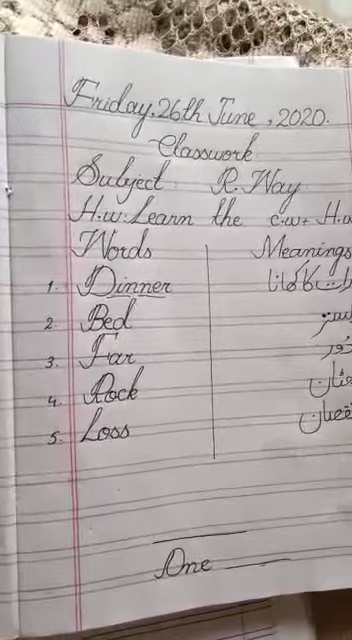 Friday, 26th June, 2020.
Classwork
Subject R. Way
H.w: Learn the c.w+ H.w
Words Meanings
1. Dinner رات کا کھانا
2. Bed بستر
3. Far دور
4. Rock چٹان
5. Loss نقصان
One